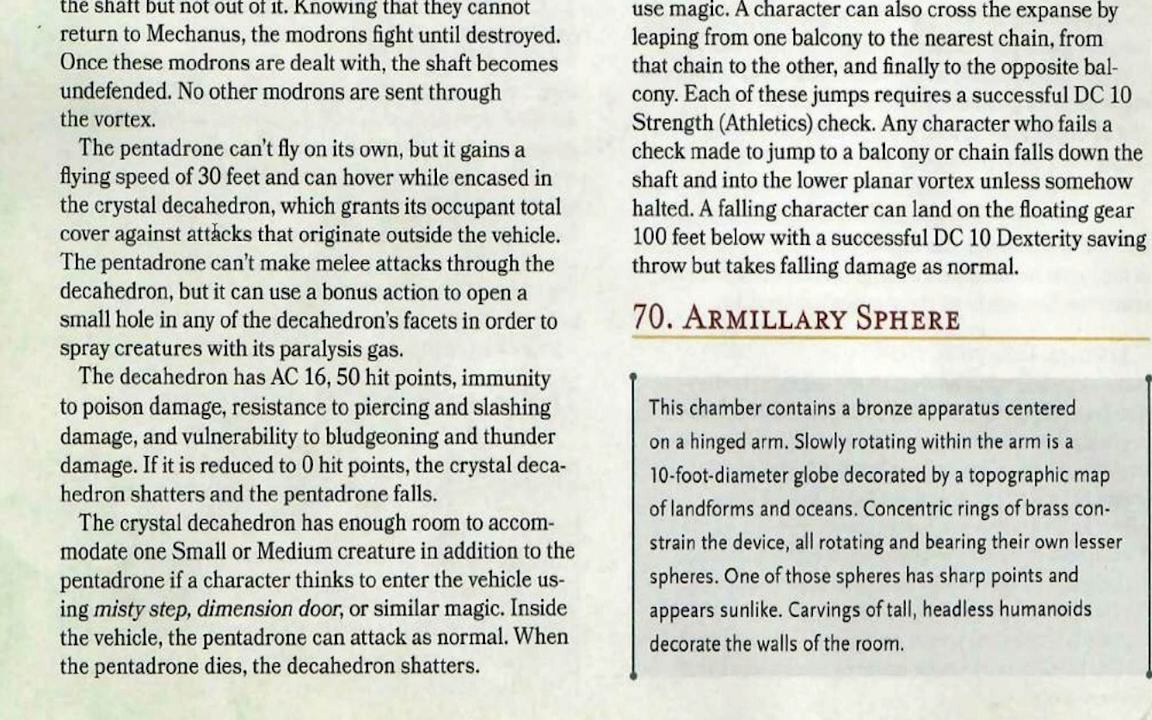 the shaft but not out of it. Knowing that they cannot
return to Mechanus, the modrons fight until destroyed.
Once these modrons are dealt with, the shaft becomes
undefended. No other modrons are sent through
the vortex.
The pentadrone can't fly on its own, but it gains a
flying speed of 30 feet and can hover while encased in
the crystal decahedron, which grants its occupant total
cover against attacks that originate outside the vehicle.
The pentadrone can't make melee attacks through the
decahedron, but it can use a bonus action to open a
small hole in any of the decahedron's facets in order to
spray creatures with its paralysis gas.
The decahedron has AC 16, 50 hit points, immunity
to poison damage, resistance to piercing and slashing
damage, and vulnerability to bludgeoning and thunder
damage. If it is reduced to 0 hit points, the crystal deca-
hedron shatters and the pentadrone falls.
The crystal decahedron has enough room to accom-
modate one Small or Medium creature in addition to the
pentadrone if a character thinks to enter the vehicle us-
ing misty step, dimension door, or similar magic. Inside
the vehicle, the pentadrone can attack as normal. When
the pentadrone dies, the decahedron shatters.
use magic. A character can also cross the expanse by
leaping from one balcony to the nearest chain, from
that chain to the other, and finally to the opposite bal-
cony. Each of these jumps requires a successful DC 10
Strength (Athletics) check. Any character who fails a
check made to jump to a balcony or chain falls down the
shaft and into the lower planar vortex unless somehow
halted. A falling character can land on the floating gear
100 feet below with a successful DC 10 Dexterity saving
throw but takes falling damage as normal.
70. Armillary Sphere
This chamber contains a bronze apparatus centered
on a hinged arm. Slowly rotating within the arm is a
10-foot-diameter globe decorated by a topographic map
of landforms and oceans. Concentric rings of brass con-
strain the device, all rotating and bearing their own lesser
spheres. One of those spheres has sharp points and
appears sunlike. Carvings of tall, headless humanoids
decorate the walls of the room.